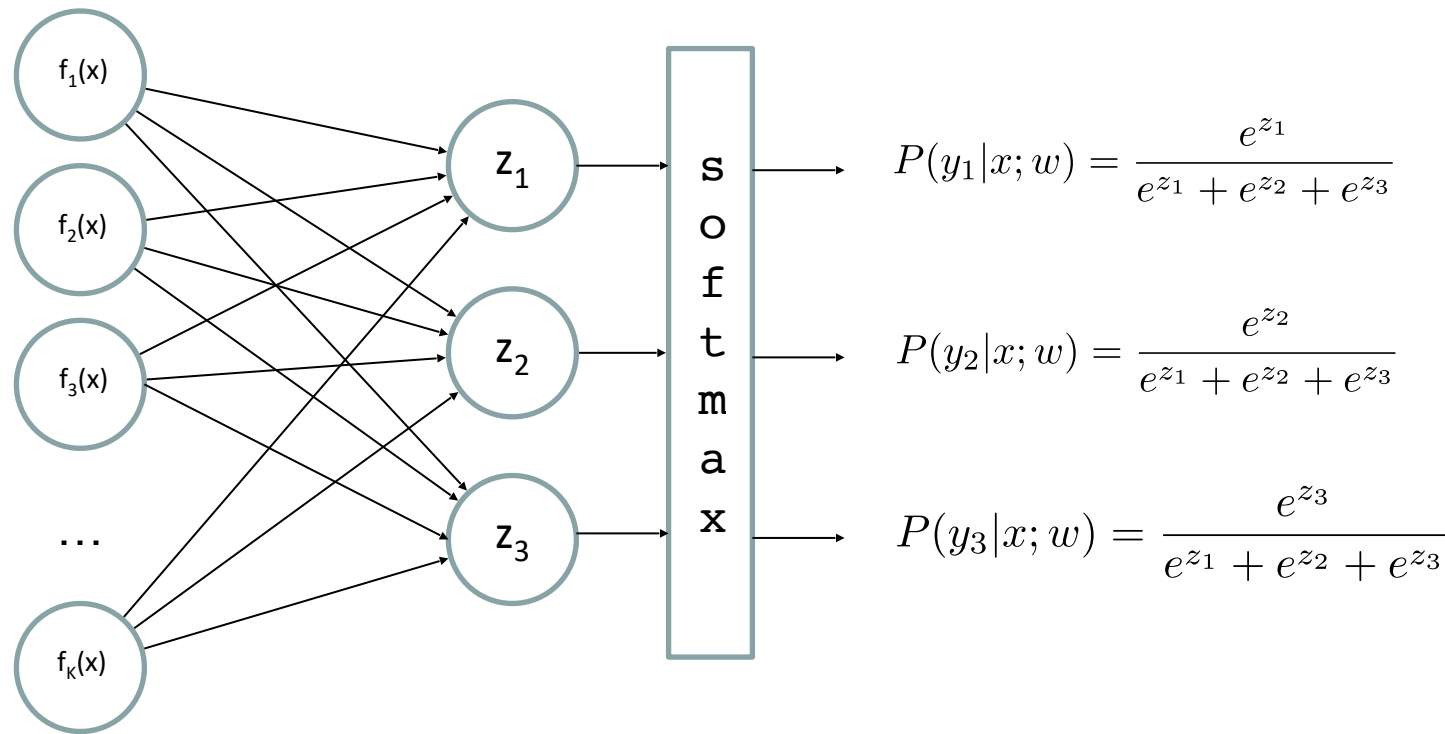 f₁(x)
f₂(x)
f₃(x)
...
f_K(x)
z₁
z₂
z₃
softmax
P(y₁|x; w) = e^{z₁} / (e^{z₁} + e^{z₂} + e^{z₃})
P(y₂|x; w) = e^{z₂} / (e^{z₁} + e^{z₂} + e^{z₃})
P(y₃|x; w) = e^{z₃} / (e^{z₁} + e^{z₂} + e^{z₃})